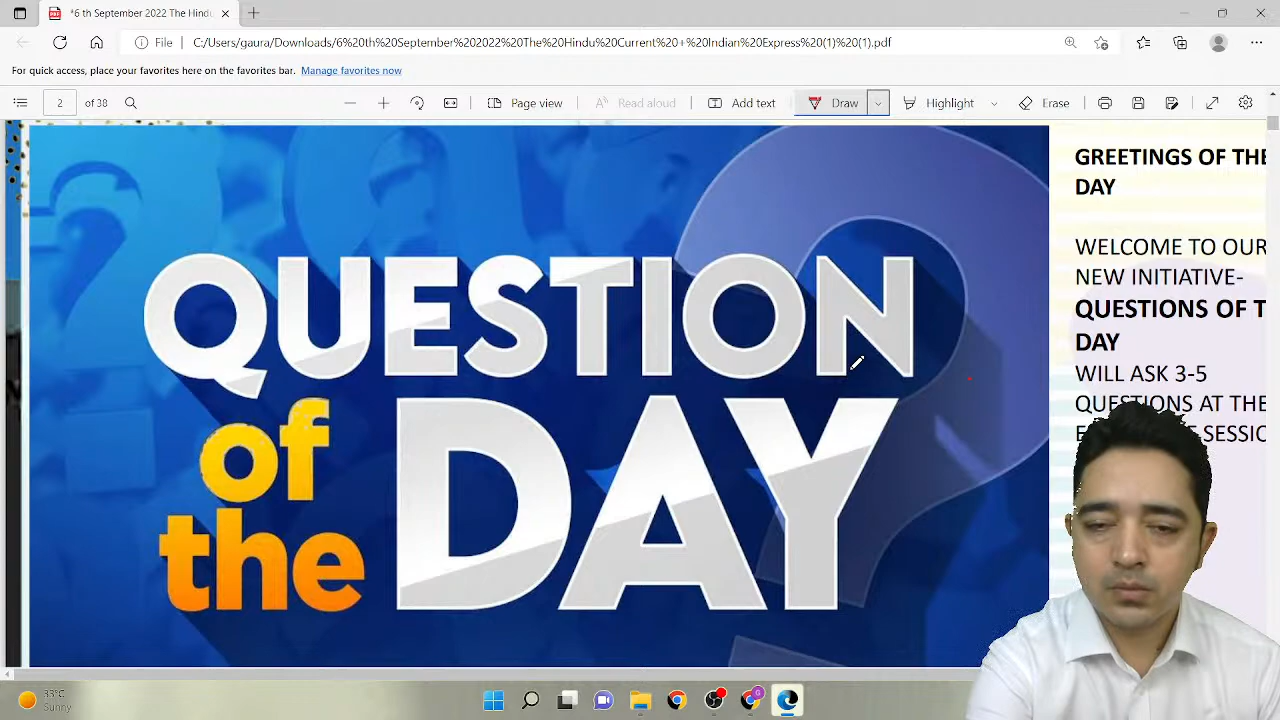 *6 th September 2022 The Hindu
File
C:/Users/gaura/Downloads/6%20th%20September%202022%20The%20Hindu%20Current%20+%20Indian%20Express%20(1)%20(1).pdf
For quick access, place your favorites here on the favorites bar. Manage favorites now
2 of 38
Page view
Read aloud
Add text
Draw
Highlight
Erase
QUESTION
of
the
DAY
GREETINGS OF THE
DAY
WELCOME TO OUR
NEW INITIATIVE-
QUESTIONS OF T
DAY
WILL ASK 3-5
QUESTIONS AT THE
SESSIO
33°C
Sunny